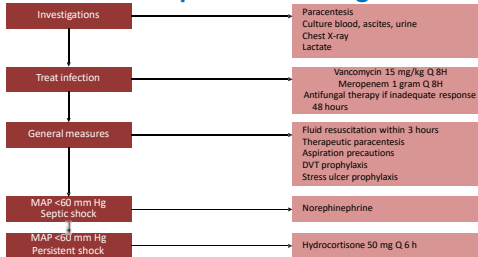 Investigations
Paracentesis
Culture blood, ascites, urine
Chest X-ray
Lactate
Treat infection
Vancomycin 15 mg/kg Q 8H
Meropenem 1 gram Q 8H
Antifungal therapy if inadequate response
48 hours
General measures
Fluid resuscitation within 3 hours
Therapeutic paracentesis
Aspiration precautions
DVT prophylaxis
Stress ulcer prophylaxis
MAP <60 mm Hg
Septic shock
Norephinephrine
MAP <60 mm Hg
Persistent shock
Hydrocortisone 50 mg Q 6 h